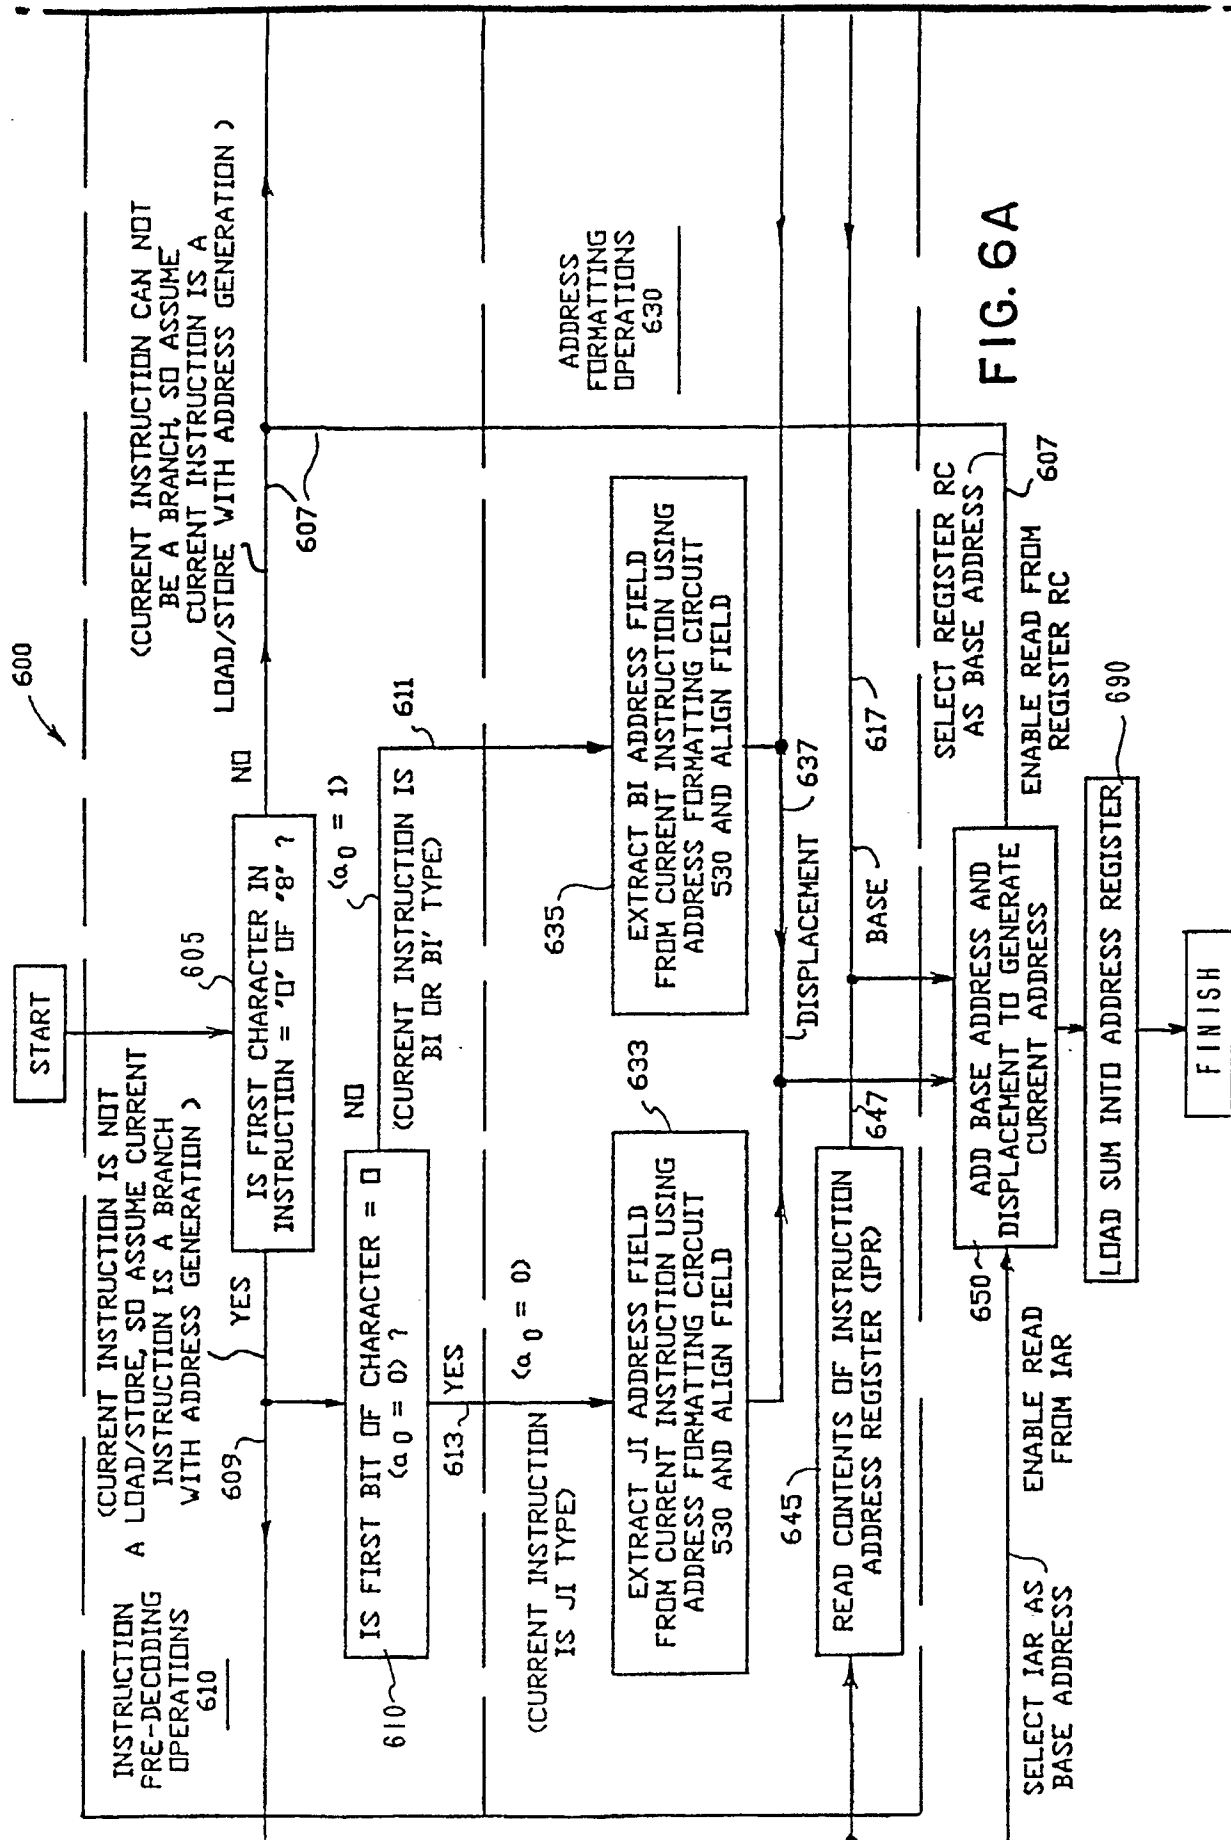 600
START
INSTRUCTION
PRE-DECODING
OPERATIONS
610
(CURRENT INSTRUCTION IS NOT
A LOAD/STORE, SO ASSUME CURRENT
INSTRUCTION IS A BRANCH
WITH ADDRESS GENERATION )
609
YES
605
IS FIRST CHARACTER IN
INSTRUCTION = '0' OF '8' ?
NO
(CURRENT INSTRUCTION CAN NOT
BE A BRANCH, SO ASSUME
CURRENT INSTRUCTION IS A
LOAD/STORE WITH ADDRESS GENERATION )
607
610
IS FIRST BIT OF CHARACTER = 0
(a0 = 0) ?
NO
(a0 = 1)
(CURRENT INSTRUCTION IS
BI OR BI' TYPE)
611
613
YES
(a0 = 0)
(CURRENT INSTRUCTION
IS JI TYPE)
ADDRESS
FORMATTING
OPERATIONS
630
633
EXTRACT JI ADDRESS FIELD
FROM CURRENT INSTRUCTION USING
ADDRESS FORMATTING CIRCUIT
530 AND ALIGN FIELD
635
EXTRACT BI ADDRESS FIELD
FROM CURRENT INSTRUCTION USING
ADDRESS FORMATTING CIRCUIT
530 AND ALIGN FIELD
637
DISPLACEMENT
645
READ CONTENTS OF INSTRUCTION
ADDRESS REGISTER (IPR)
647
BASE
617
SELECT IAR AS
BASE ADDRESS
ENABLE READ
FROM IAR
650
ADD BASE ADDRESS AND
DISPLACEMENT TO GENERATE
CURRENT ADDRESS
SELECT REGISTER RC
AS BASE ADDRESS
607
ENABLE READ FROM
REGISTER RC
690
LOAD SUM INTO ADDRESS REGISTER
FINISH
FIG. 6A